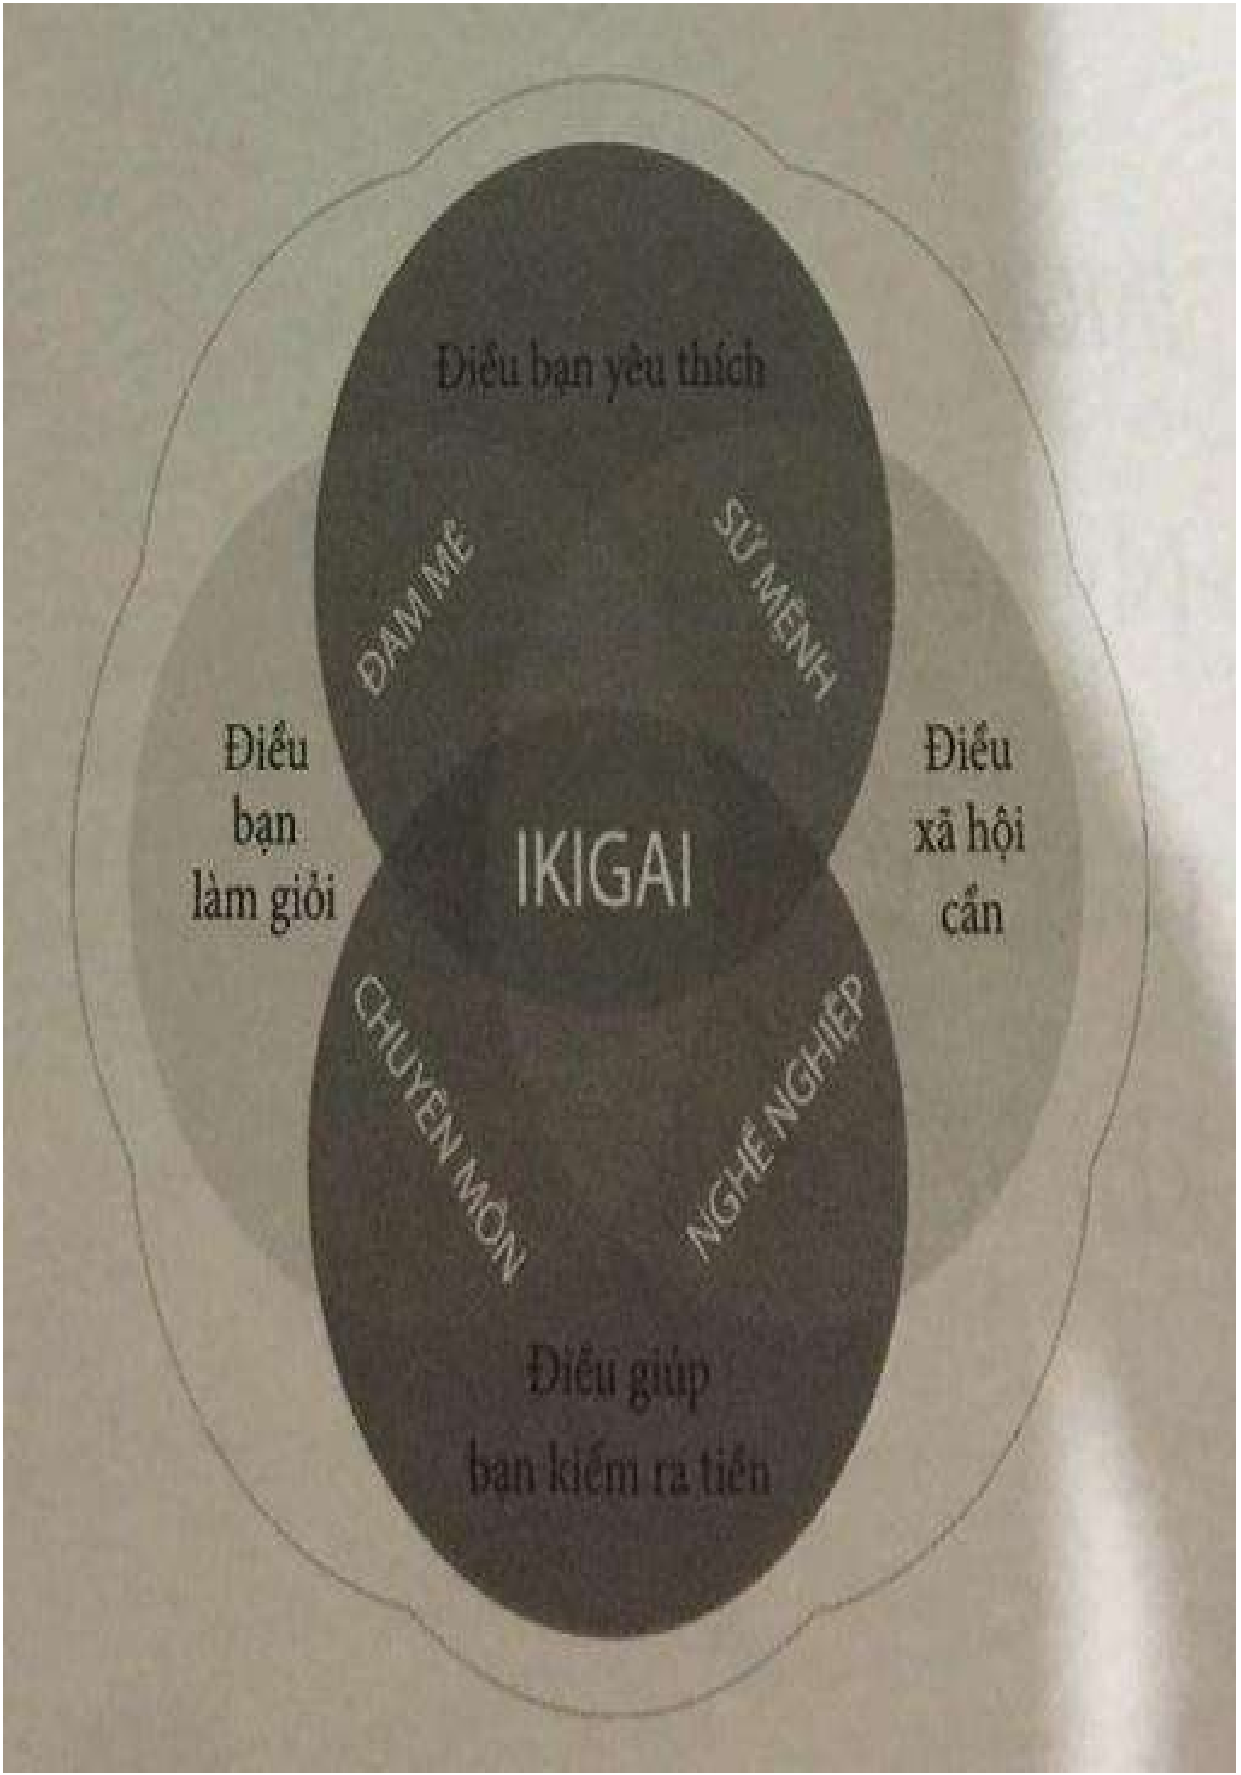 Điều bạn yêu thích
ĐAM MÊ
SỨ MỆNH
Điều
bạn
làm giỏi
IKIGAI
Điều
xã hội
cần
CHUYÊN MÔN
NGHỀ NGHIỆP
Điều giúp
bạn kiếm ra tiền